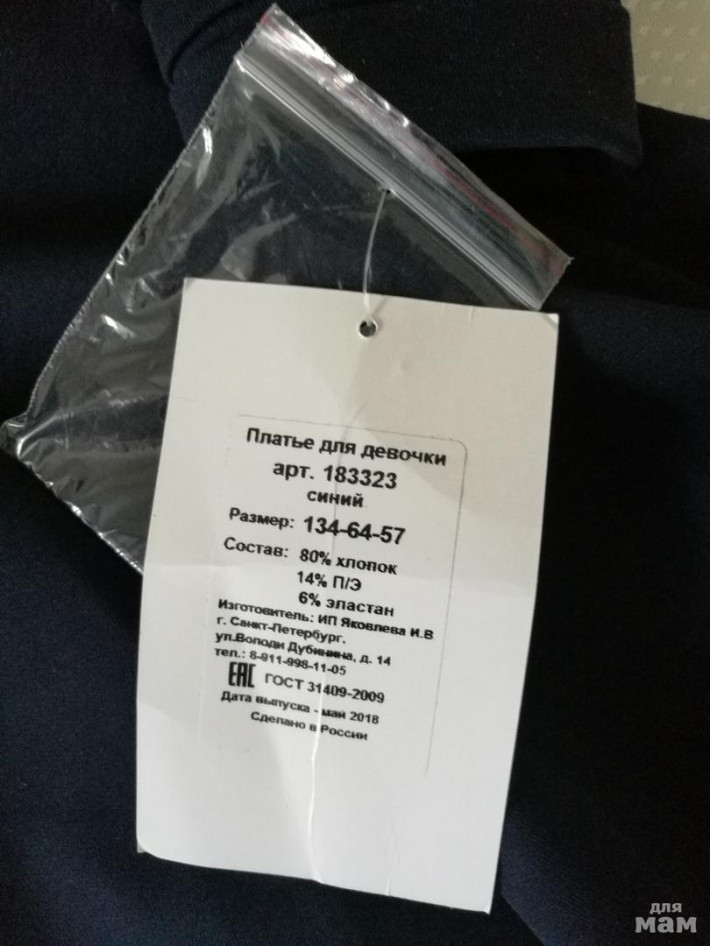 Платье для девочки
арт. 183323
синий
Размер: 134-64-57
Состав: 80% хлопок
14% П/Э
6% эластан
Изготовитель: ИП Яковлева И.В
г. Санкт-Петербург,
ул.Володи Дубинина, д. 14
тел.: 8-911-998-11-05
ЕАС ГОСТ 31409-2009
Дата выпуска - май 2018
Сделано в России
для
мам